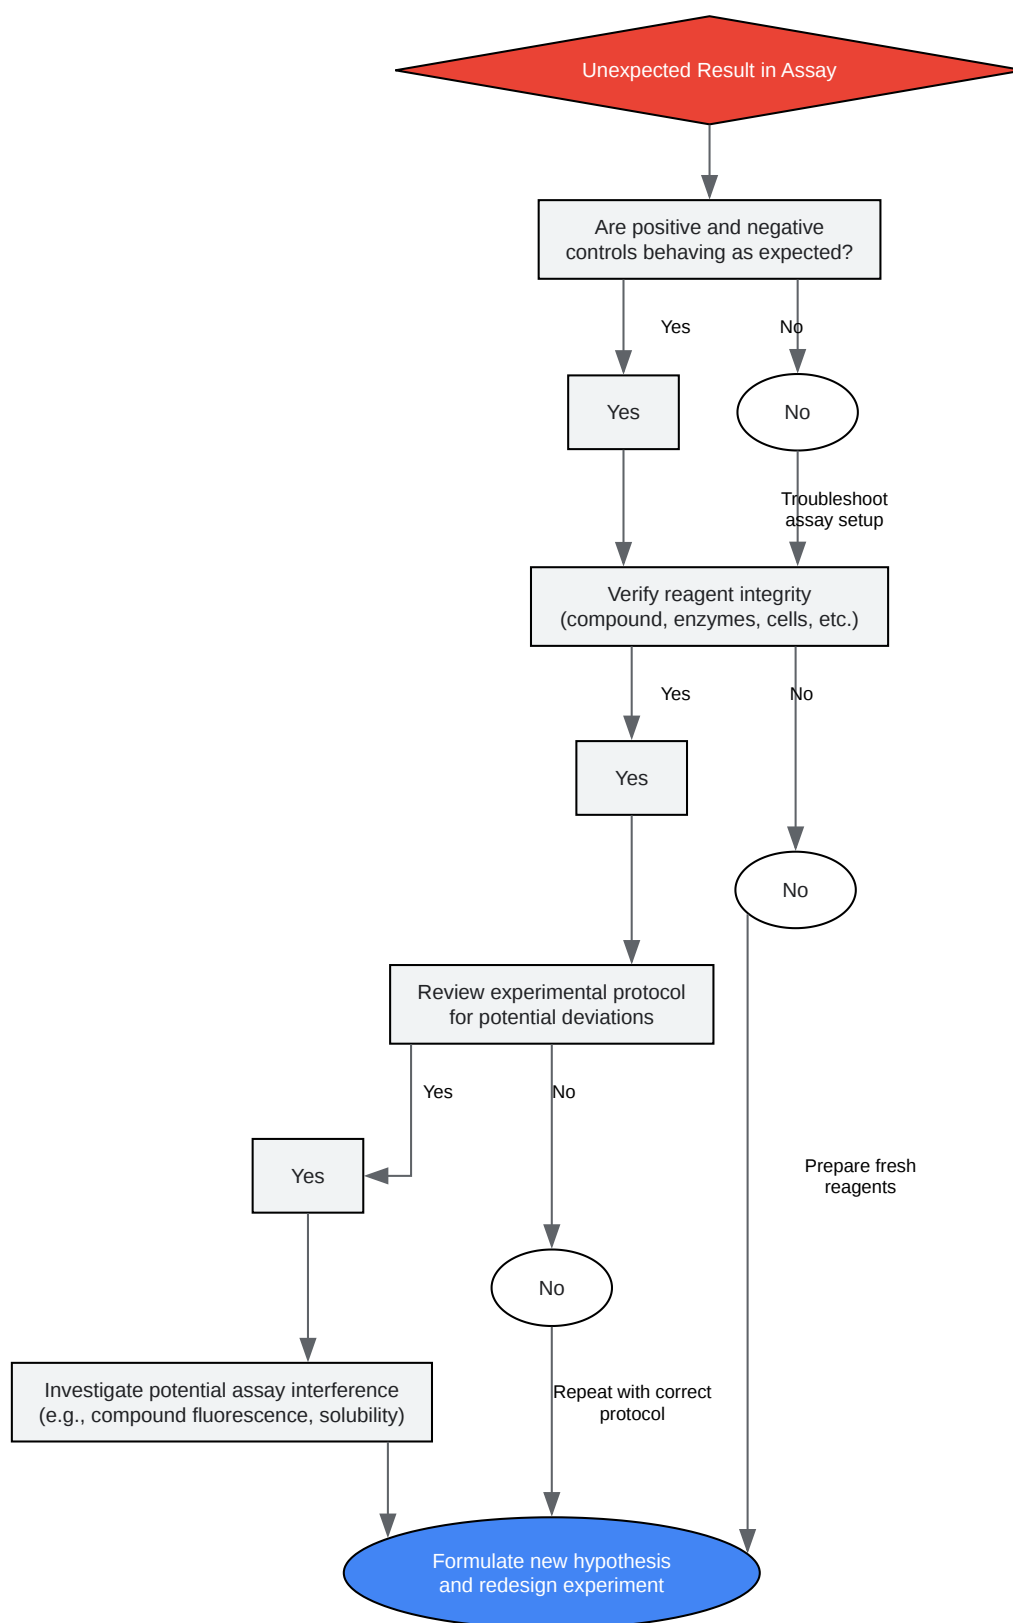 Unexpected Result in Assay
Are positive and negative
controls behaving as expected?
Yes
No
Yes
No
Troubleshoot
assay setup
Verify reagent integrity
(compound, enzymes, cells, etc.)
Yes
No
Yes
No
Review experimental protocol
for potential deviations
Yes
No
Yes
Prepare fresh
reagents
No
Investigate potential assay interference
(e.g., compound fluorescence, solubility)
Repeat with correct
protocol
Formulate new hypothesis
and redesign experiment